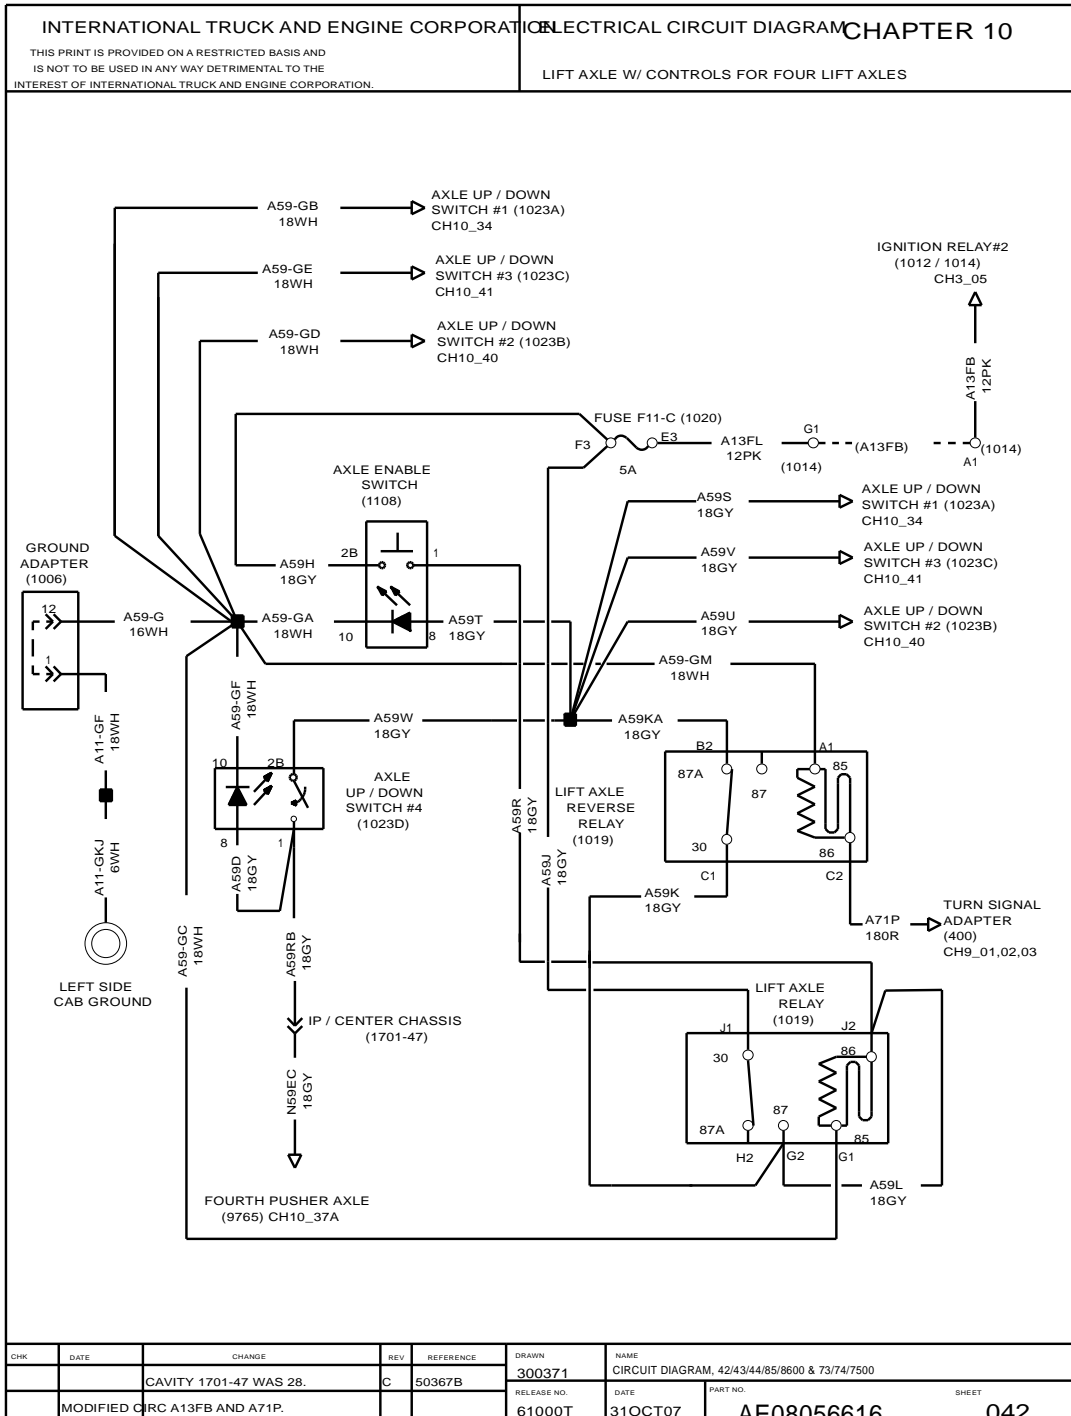 INTERNATIONAL TRUCK AND ENGINE CORPORATION
THIS PRINT IS PROVIDED ON A RESTRICTED BASIS AND
IS NOT TO BE USED IN ANY WAY DETRIMENTAL TO THE
INTEREST OF INTERNATIONAL TRUCK AND ENGINE CORPORATION.
ELECTRICAL CIRCUIT DIAGRAM
CHAPTER 10
LIFT AXLE W/ CONTROLS FOR FOUR LIFT AXLES
A59-GB
18WH
AXLE UP / DOWN
SWITCH #1 (1023A)
CH10_34
A59-GE
18WH
AXLE UP / DOWN
SWITCH #3 (1023C)
CH10_41
A59-GD
18WH
AXLE UP / DOWN
SWITCH #2 (1023B)
CH10_40
IGNITION RELAY#2
(1012 / 1014)
CH3_05
A13FB
12PK
FUSE F11-C (1020)
F3
E3
5A
A13FL
12PK
G1
(1014)
(A13FB)
A1
(1014)
AXLE ENABLE
SWITCH
(1108)
A59S
18GY
AXLE UP / DOWN
SWITCH #1 (1023A)
CH10_34
A59V
18GY
AXLE UP / DOWN
SWITCH #3 (1023C)
CH10_41
A59U
18GY
AXLE UP / DOWN
SWITCH #2 (1023B)
CH10_40
GROUND
ADAPTER
(1006)
12
1
A59-G
16WH
A59H
18GY
2B
1
A59-GA
18WH
10
8
A59T
18GY
A59-GM
18WH
A11-GF
18WH
A11-GKJ
6WH
LEFT SIDE
CAB GROUND
A59-GF
18WH
A59W
18GY
A59KA
18GY
10
2B
AXLE
UP / DOWN
SWITCH #4
(1023D)
8
1
A59D
18GY
A59R
18GY
A59J
18GY
LIFT AXLE
REVERSE
RELAY
(1019)
B2
A1
87A
87
85
30
86
C1
C2
A59K
18GY
A71P
180R
TURN SIGNAL
ADAPTER
(400)
CH9_01,02,03
A59-GC
18WH
A59RB
18GY
IP / CENTER CHASSIS
(1701-47)
N59EC
18GY
FOURTH PUSHER AXLE
(9765) CH10_37A
LIFT AXLE
RELAY
(1019)
J1
J2
30
86
87
87A
85
H2
G2
G1
A59L
18GY
CHK
DATE
CHANGE
REV
REFERENCE
DRAWN
300371
NAME
CIRCUIT DIAGRAM, 42/43/44/85/8600 & 73/74/7500
CAVITY 1701-47 WAS 28.
C
50367B
RELEASE NO.
61000T
DATE
31OCT07
PART NO.
AE08056616
SHEET
042
MODIFIED CIRC A13FB AND A71P.